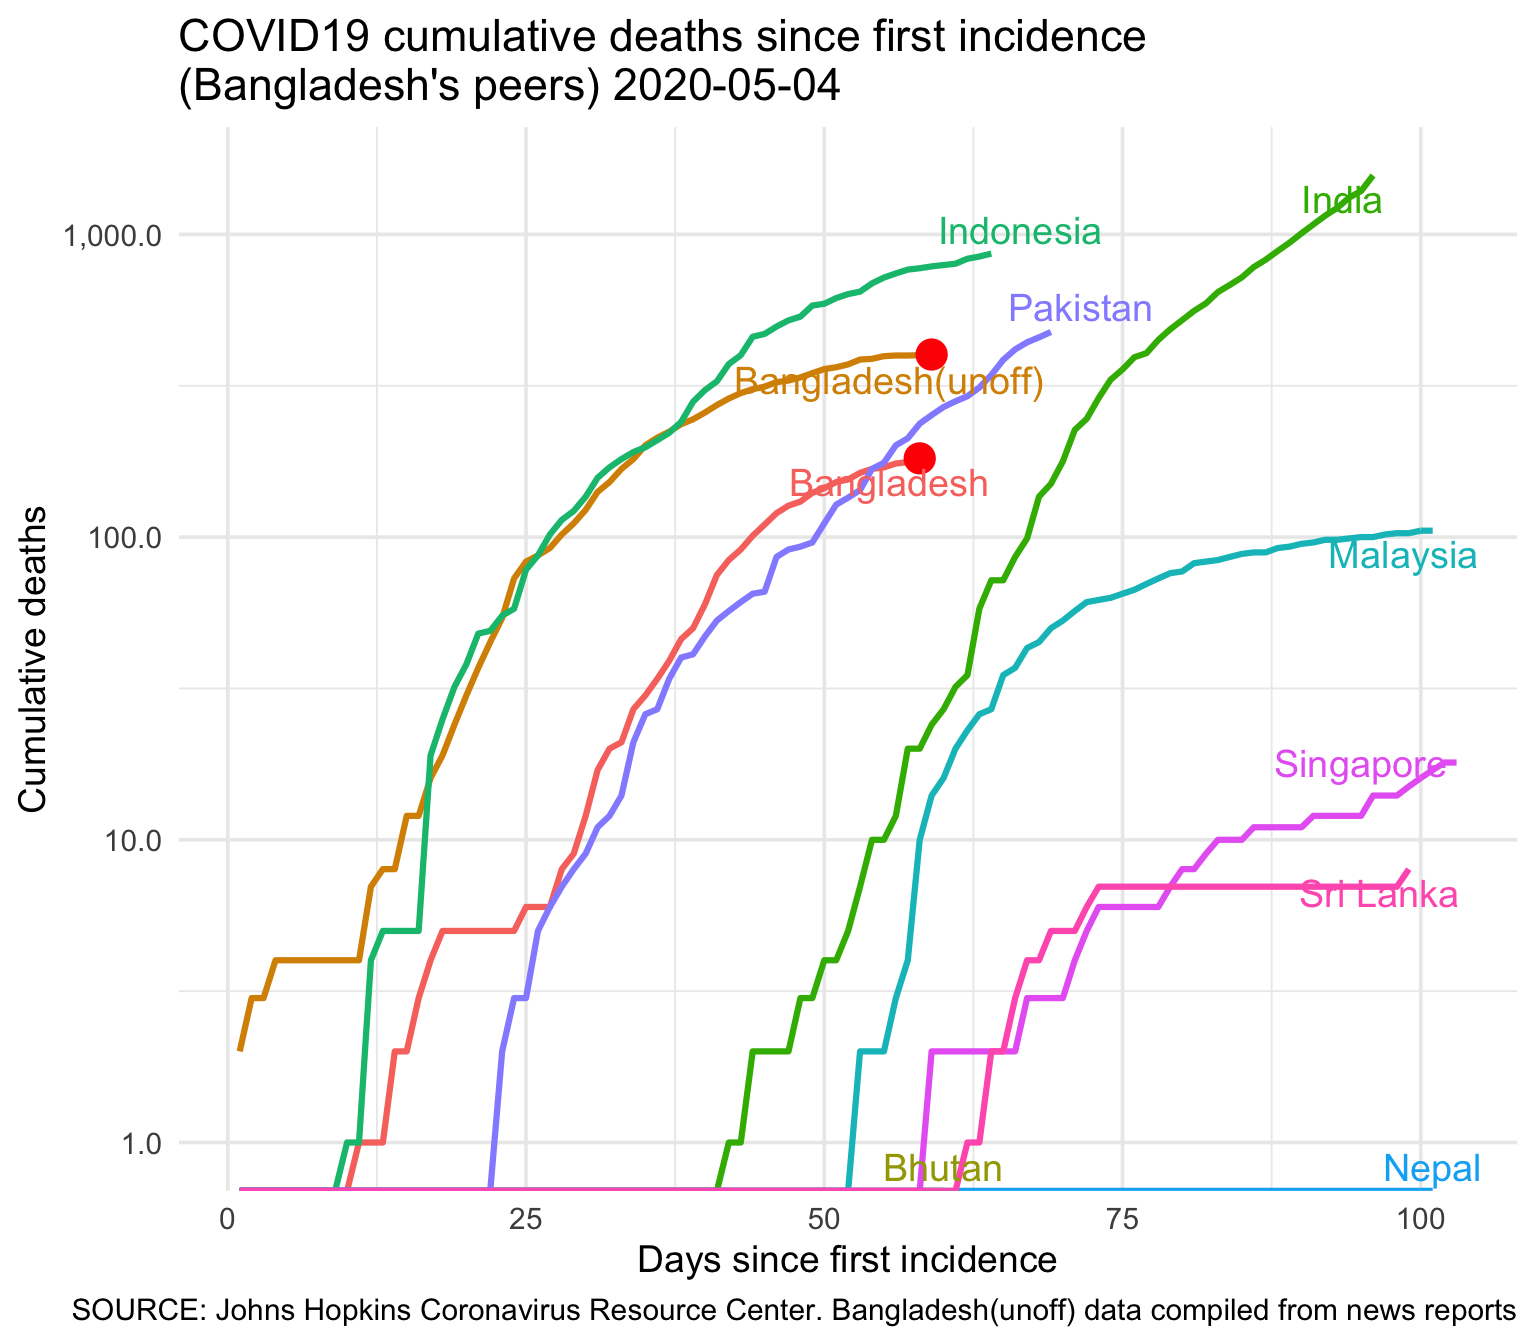 COVID19 cumulative deaths since first incidence
(Bangladesh's peers) 2020-05-04
Cumulative deaths
1,000.0
100.0
10.0
1.0
India
Indonesia
Pakistan
Bangladesh(unoff)
Bangladesh
Malaysia
Singapore
Sri Lanka
Bhutan
Nepal
0 25 50 75 100
Days since first incidence
SOURCE: Johns Hopkins Coronavirus Resource Center. Bangladesh(unoff) data compiled from news reports